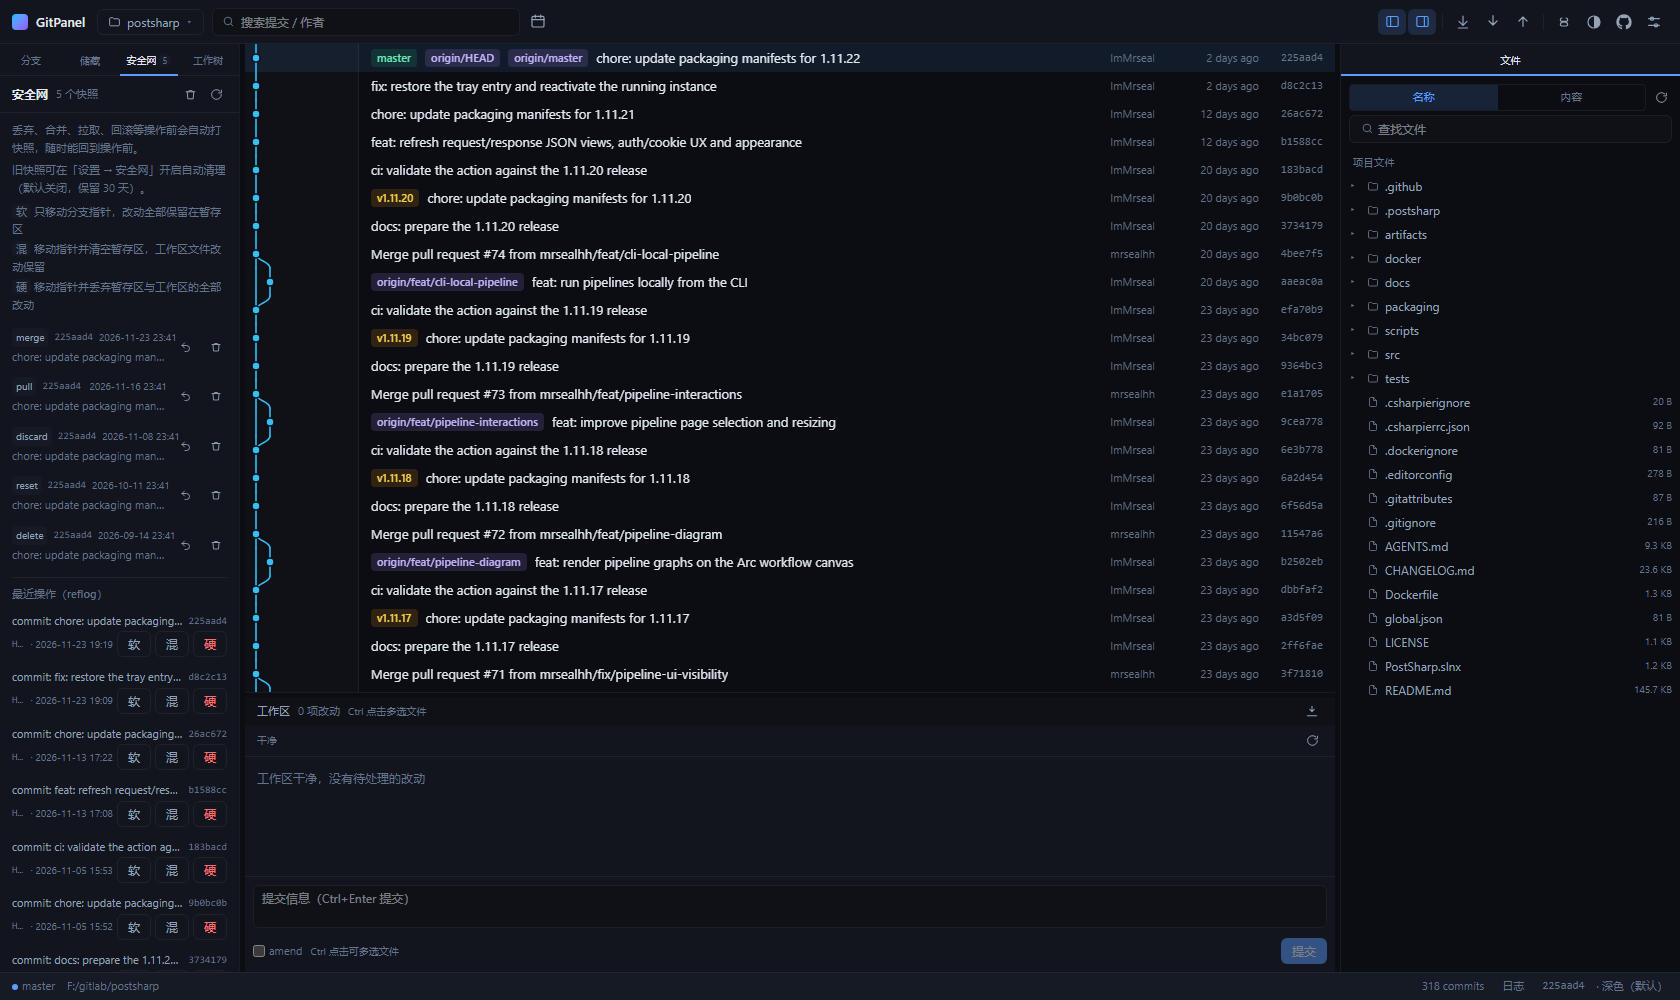 GitPanel
postsharp
搜索提交 / 作者
分支
储藏
安全网 5
工作树
安全网 5 个快照
丢弃、合并、拉取、回滚等操作前会自动打
快照，随时能回到操作前。
旧快照可在「设置 → 安全网」开启自动清理
（默认关闭，保留 30 天）。
软 只移动分支指针，改动全部保留在暂存
区
混 移动指针并清空暂存区，工作区文件改
动保留
硬 移动指针并丢弃暂存区与工作区的全部
改动
merge 225aad4 2026-11-23 23:41
chore: update packaging man...
pull 225aad4 2026-11-16 23:41
chore: update packaging man...
discard 225aad4 2026-11-08 23:41
chore: update packaging man...
reset 225aad4 2026-10-11 23:41
chore: update packaging man...
delete 225aad4 2026-09-14 23:41
chore: update packaging man...
最近操作（reflog）
commit: chore: update packaging... 225aad4
H... · 2026-11-23 19:19 软 混 硬
commit: fix: restore the tray entry... d8c2c13
H... · 2026-11-23 19:09 软 混 硬
commit: chore: update packaging... 26ac672
H... · 2026-11-13 17:22 软 混 硬
commit: feat: refresh request/res... b1588cc
H... · 2026-11-13 17:08 软 混 硬
commit: ci: validate the action ag... 183bacd
H... · 2026-11-05 15:53 软 混 硬
commit: chore: update packaging... 9b0bc0b
H... · 2026-11-05 15:52 软 混 硬
commit: docs: prepare the 1.11.2... 3734179
master origin/HEAD origin/master chore: update packaging manifests for 1.11.22 ImMrseal 2 days ago 225aad4
fix: restore the tray entry and reactivate the running instance ImMrseal 2 days ago d8c2c13
chore: update packaging manifests for 1.11.21 ImMrseal 12 days ago 26ac672
feat: refresh request/response JSON views, auth/cookie UX and appearance ImMrseal 12 days ago b1588cc
ci: validate the action against the 1.11.20 release ImMrseal 20 days ago 183bacd
v1.11.20 chore: update packaging manifests for 1.11.20 ImMrseal 20 days ago 9b0bc0b
docs: prepare the 1.11.20 release ImMrseal 20 days ago 3734179
Merge pull request #74 from mrsealhh/feat/cli-local-pipeline mrsealhh 20 days ago 4bee7f5
origin/feat/cli-local-pipeline feat: run pipelines locally from the CLI ImMrseal 20 days ago aaeac0a
ci: validate the action against the 1.11.19 release ImMrseal 23 days ago efa70b9
v1.11.19 chore: update packaging manifests for 1.11.19 ImMrseal 23 days ago 34bc079
docs: prepare the 1.11.19 release ImMrseal 23 days ago 9364bc3
Merge pull request #73 from mrsealhh/feat/pipeline-interactions mrsealhh 23 days ago e1a1705
origin/feat/pipeline-interactions feat: improve pipeline page selection and resizing ImMrseal 23 days ago 9cea778
ci: validate the action against the 1.11.18 release ImMrseal 23 days ago 6e3b778
v1.11.18 chore: update packaging manifests for 1.11.18 ImMrseal 23 days ago 6a2d454
docs: prepare the 1.11.18 release ImMrseal 23 days ago 6f56d5a
Merge pull request #72 from mrsealhh/feat/pipeline-diagram mrsealhh 23 days ago 11547a6
origin/feat/pipeline-diagram feat: render pipeline graphs on the Arc workflow canvas ImMrseal 23 days ago b2502eb
ci: validate the action against the 1.11.17 release ImMrseal 23 days ago dbbfaf2
v1.11.17 chore: update packaging manifests for 1.11.17 ImMrseal 23 days ago a3d5f09
docs: prepare the 1.11.17 release ImMrseal 23 days ago 2ff6fae
Merge pull request #71 from mrsealhh/fix/pipeline-ui-visibility mrsealhh 23 days ago 3f71810
工作区 0 项改动 Ctrl 点击多选文件
干净
工作区干净，没有待处理的改动
提交信息（Ctrl+Enter 提交）
amend Ctrl 点击可多选文件
提交
文件
名称
内容
查找文件
项目文件
.github
.postsharp
artifacts
docker
docs
packaging
scripts
src
tests
.csharpierignore 20 B
.csharpierrc.json 92 B
.dockerignore 81 B
.editorconfig 278 B
.gitattributes 87 B
.gitignore 216 B
AGENTS.md 9.3 KB
CHANGELOG.md 23.6 KB
Dockerfile 1.3 KB
global.json 81 B
LICENSE 1.1 KB
PostSharp.slnx 1.2 KB
README.md 145.7 KB
master F:/gitlab/postsharp
318 commits 日志 225aad4 · 深色（默认）